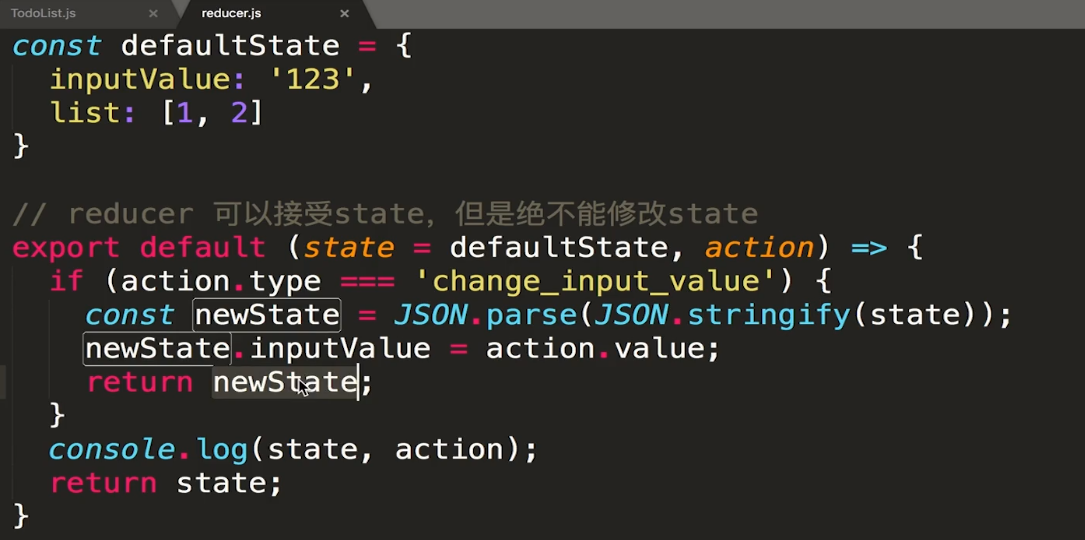 TodoList.js × reducer.js ×
const defaultState = {
  inputValue: '123',
  list: [1, 2]
}
// reducer 可以接受state, 但是绝不能修改state
export default (state = defaultState, action) => {
  if (action.type === 'change_input_value') {
    const newState = JSON.parse(JSON.stringify(state));
    newState.inputValue = action.value;
    return newState;
  }
  console.log(state, action);
  return state;
}